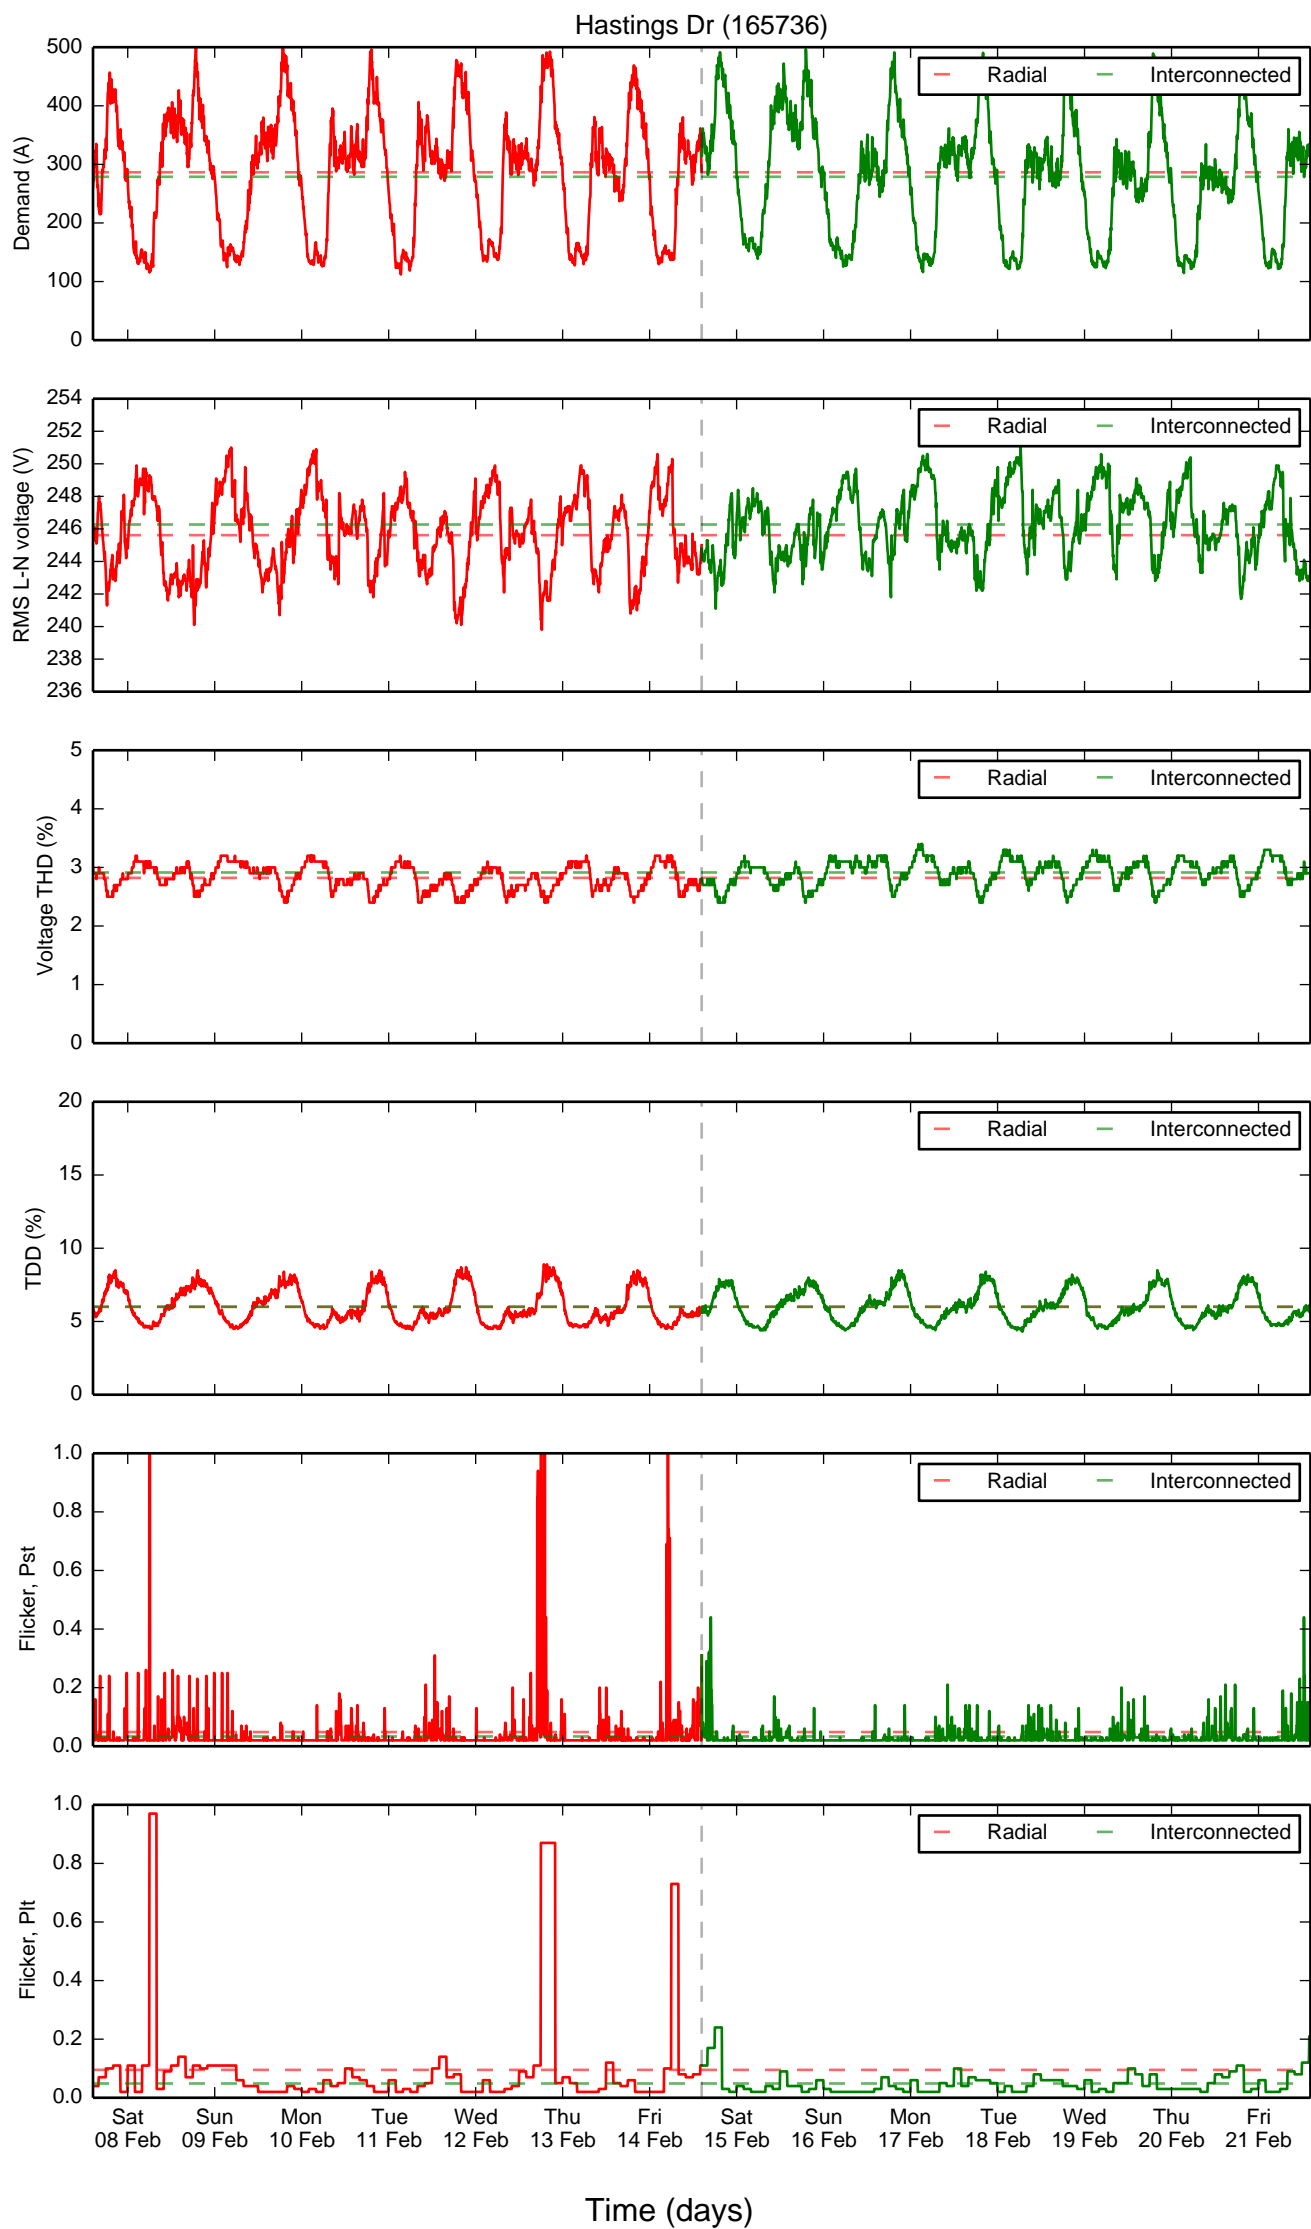 Hastings Dr (165736)
500
400
300
200
100
0
Demand (A)
Radial Interconnected
254
252
250
248
246
244
242
240
238
236
RMS L-N voltage (V)
Radial Interconnected
5
4
3
2
1
0
Voltage THD (%)
Radial Interconnected
20
15
10
5
0
TDD (%)
Radial Interconnected
1.0
0.8
0.6
0.4
0.2
0.0
Flicker, Pst
Radial Interconnected
1.0
0.8
0.6
0.4
0.2
0.0
Flicker, Plt
Radial Interconnected
Sat Sun Mon Tue Wed Thu Fri Sat Sun Mon Tue Wed Thu Fri
08 Feb 09 Feb 10 Feb 11 Feb 12 Feb 13 Feb 14 Feb 15 Feb 16 Feb 17 Feb 18 Feb 19 Feb 20 Feb 21 Feb
Time (days)